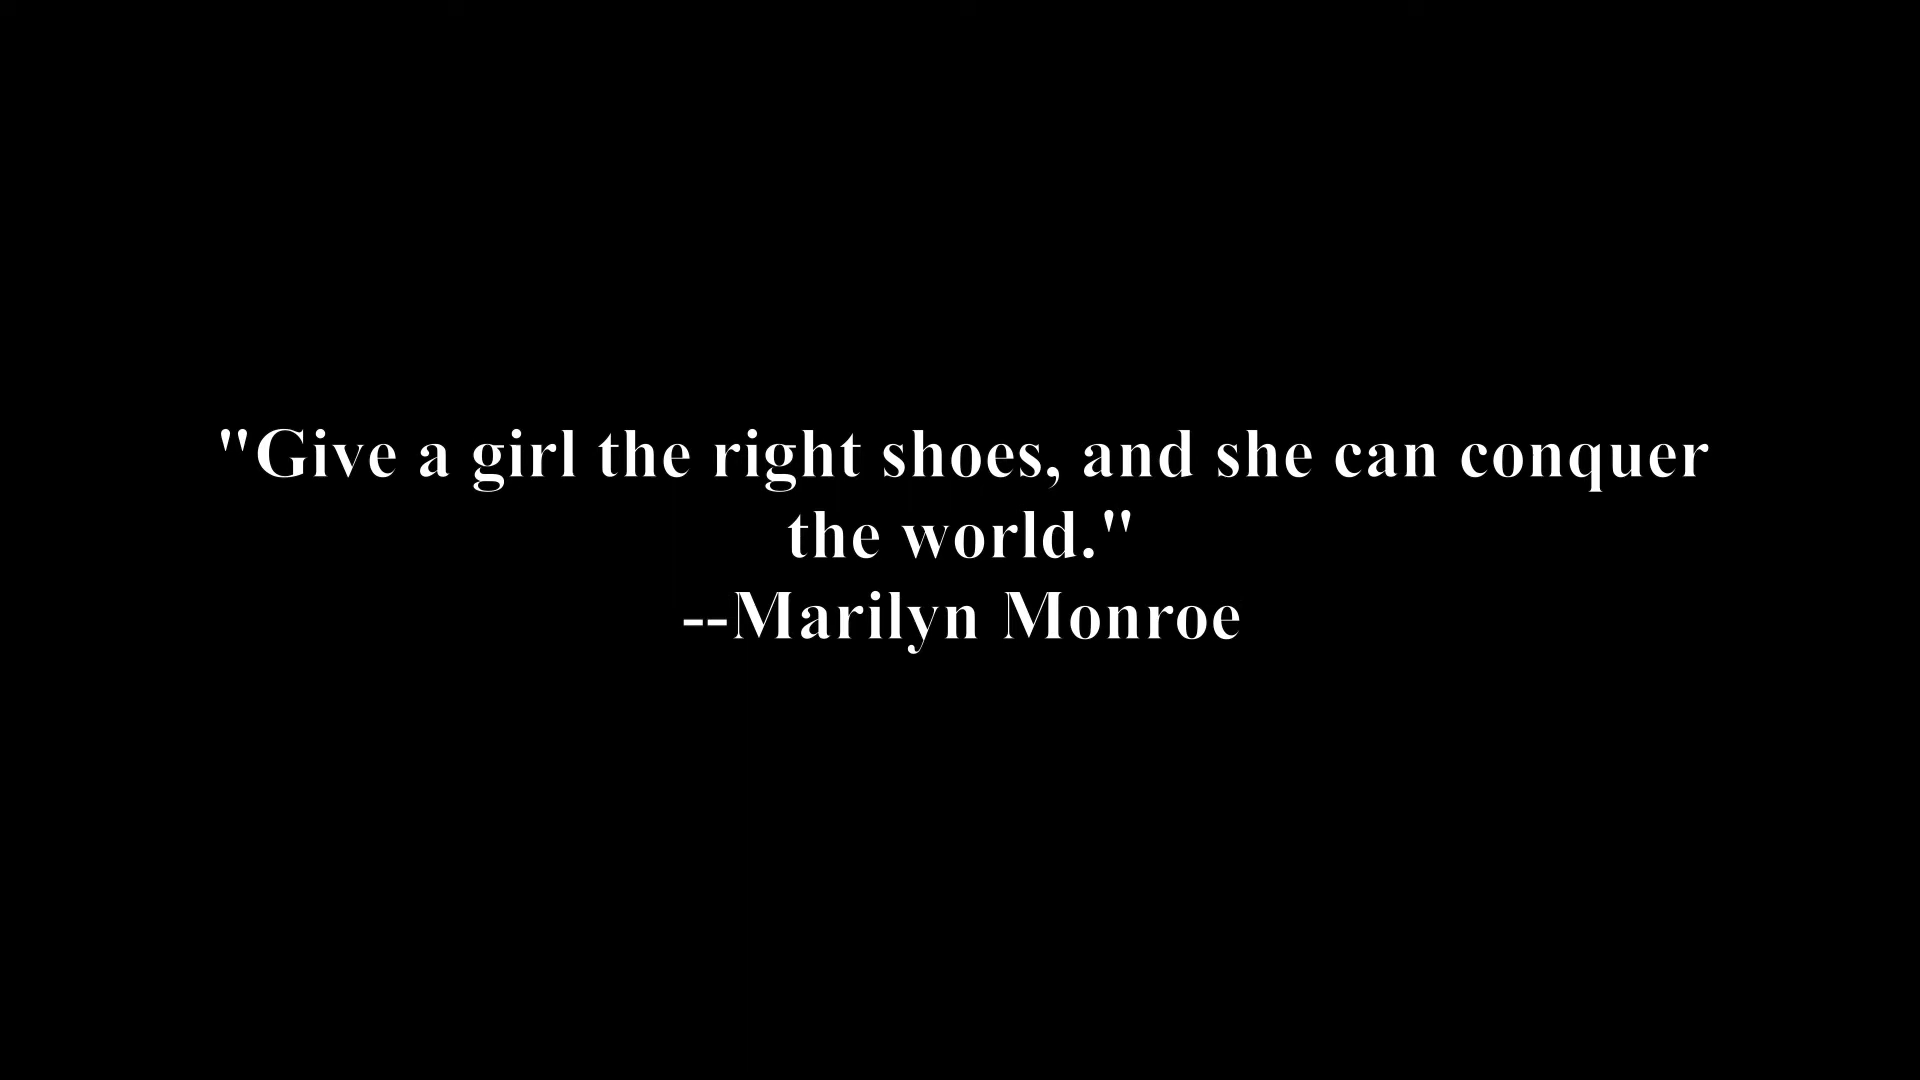 "Give a girl the right shoes, and she can conquer
the world."
--Marilyn Monroe